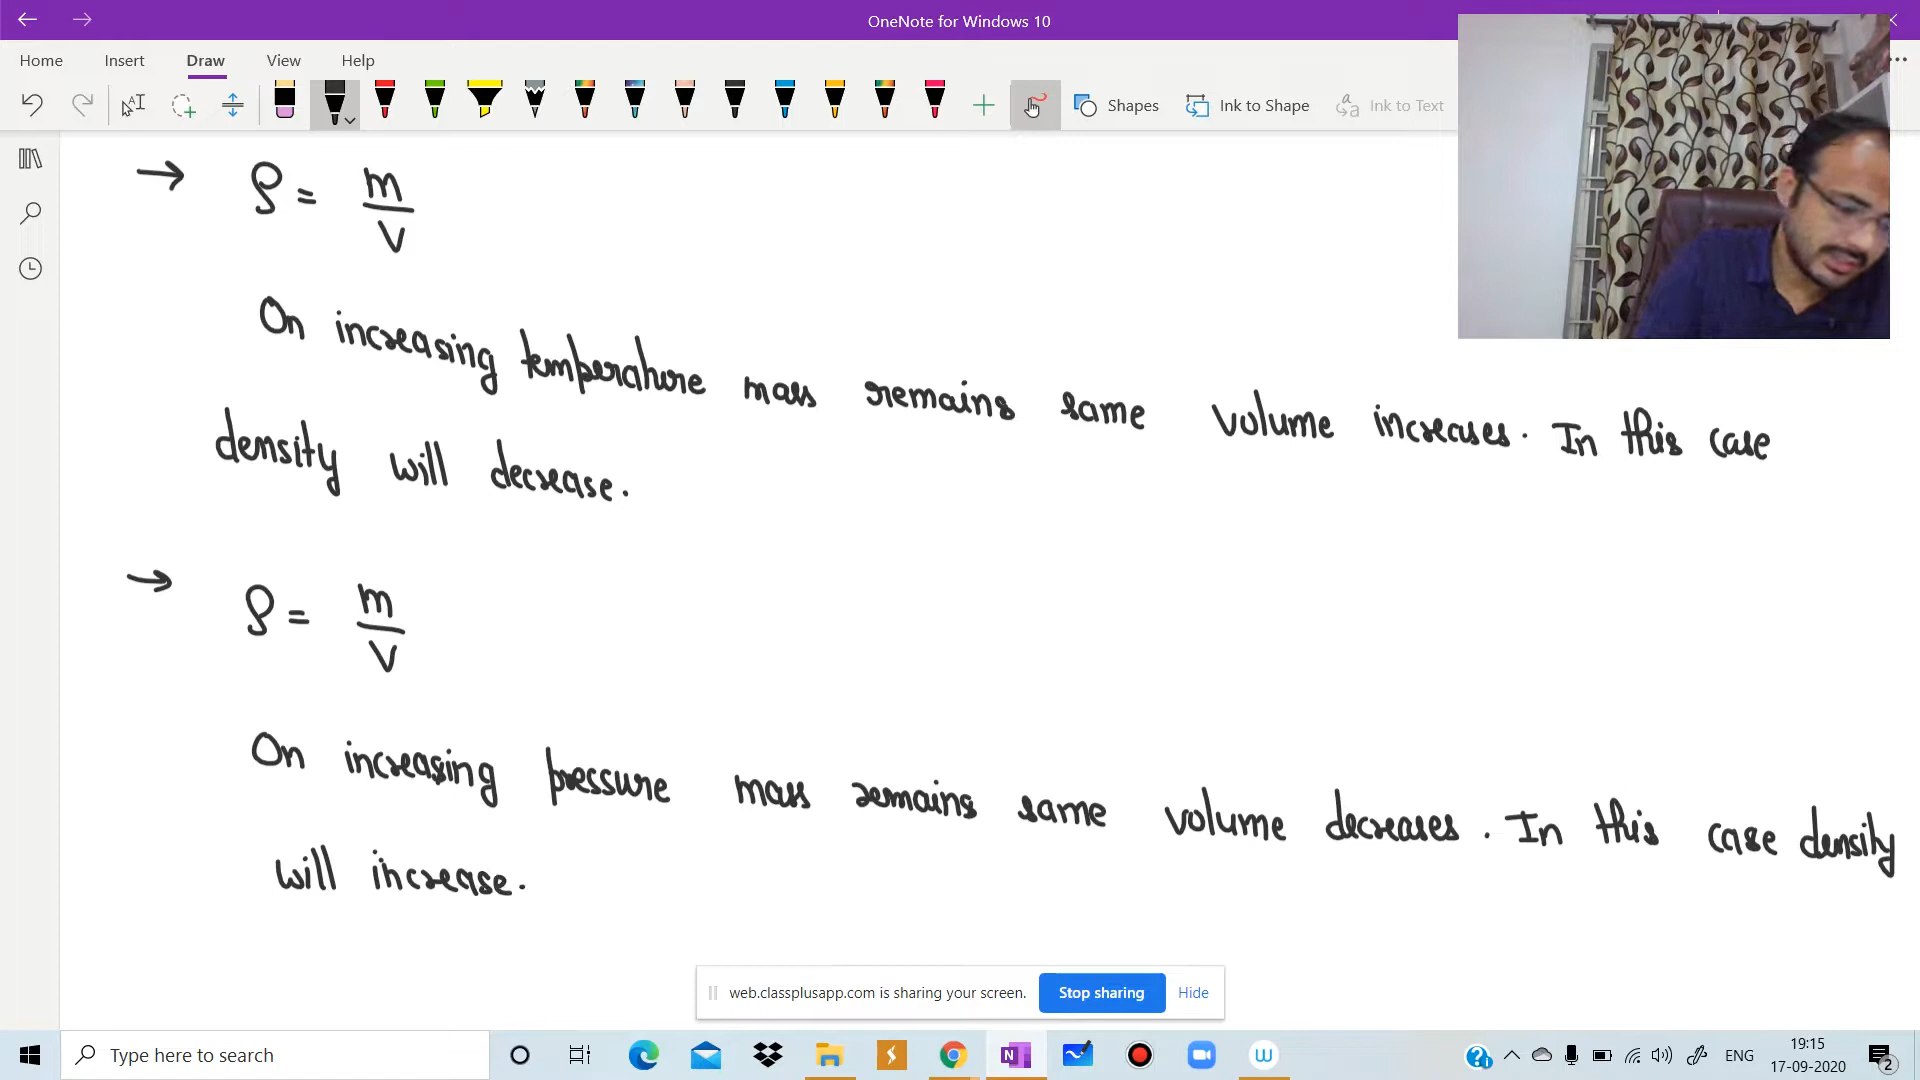 OneNote for Windows 10
Home Insert Draw View Help
Shapes Ink to Shape Ink to Text
→ ρ = m
V
On increasing temperature mass remains same volume increases. In this case
density will decrease.
→ ρ = m
V
On increasing pressure mass remains same volume decreases. In this case density
will increase.
web.classplusapp.com is sharing your screen. Stop sharing Hide
Type here to search
ENG
19:15
17-09-2020
2